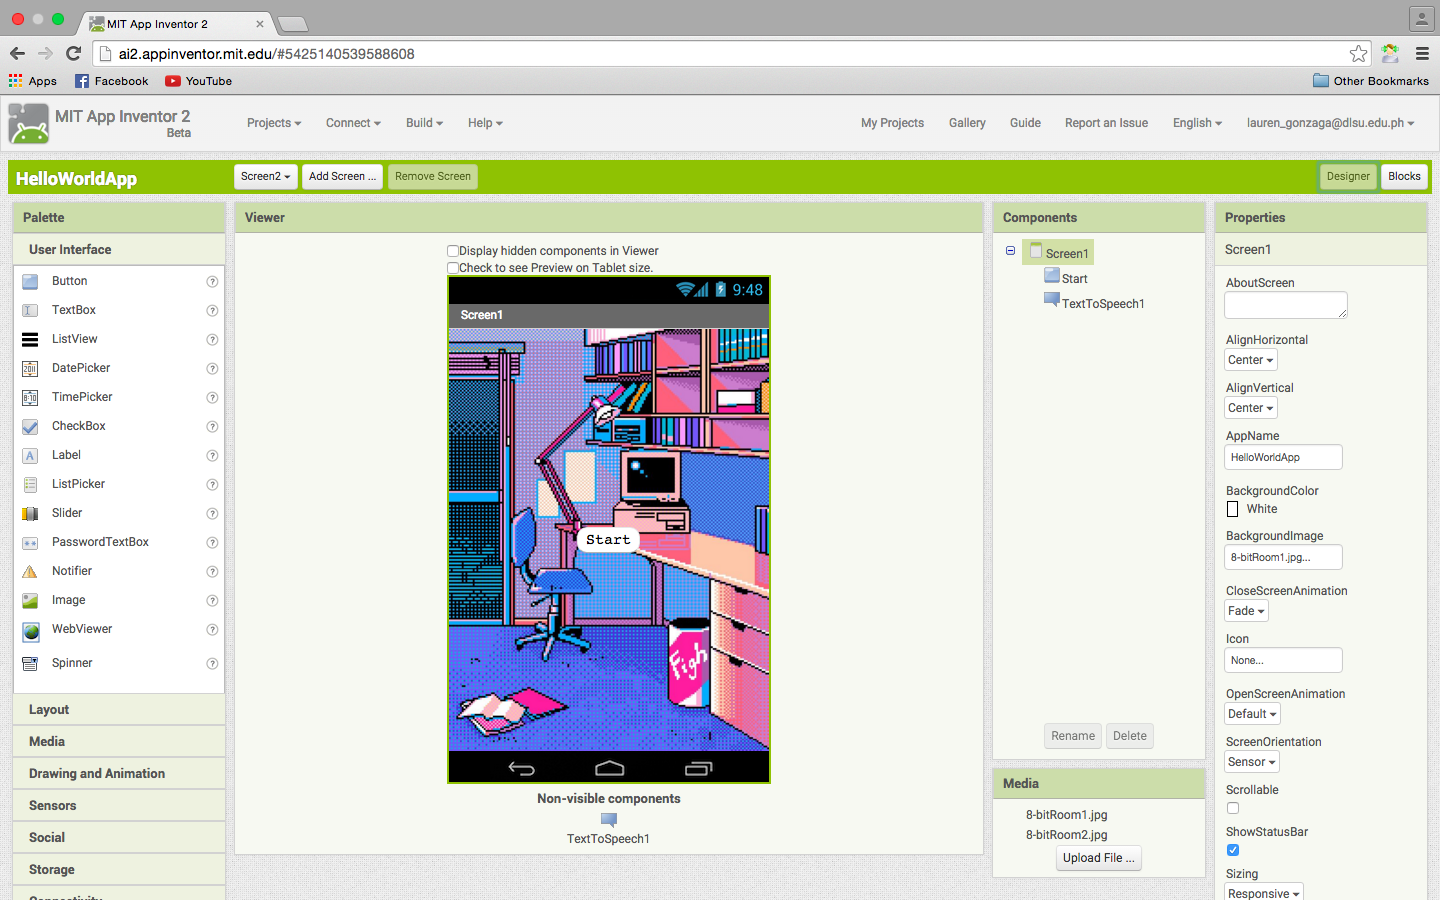 MIT App Inventor 2
ai2.appinventor.mit.edu/#5425140539588608
Apps Facebook YouTube Other Bookmarks
MIT App Inventor 2
Beta
Projects Connect Build Help My Projects Gallery Guide Report an Issue English lauren_gonzaga@dlsu.edu.ph
HelloWorldApp Screen2 Add Screen ... Remove Screen Designer Blocks
Palette
User Interface
Button
TextBox
ListView
DatePicker
TimePicker
CheckBox
Label
ListPicker
Slider
PasswordTextBox
Notifier
Image
WebViewer
Spinner
Layout
Media
Drawing and Animation
Sensors
Social
Storage
Connectivity
Viewer
Display hidden components in Viewer
Check to see Preview on Tablet size.
9:48
Screen1
Start
Figh
Non-visible components
TextToSpeech1
Components
Screen1
Start
TextToSpeech1
Rename Delete
Media
8-bitRoom1.jpg
8-bitRoom2.jpg
Upload File ...
Properties
Screen1
AboutScreen
AlignHorizontal
Center
AlignVertical
Center
AppName
HelloWorldApp
BackgroundColor
White
BackgroundImage
8-bitRoom1.jpg...
CloseScreenAnimation
Fade
Icon
None...
OpenScreenAnimation
Default
ScreenOrientation
Sensor
Scrollable
ShowStatusBar
Sizing
Responsive